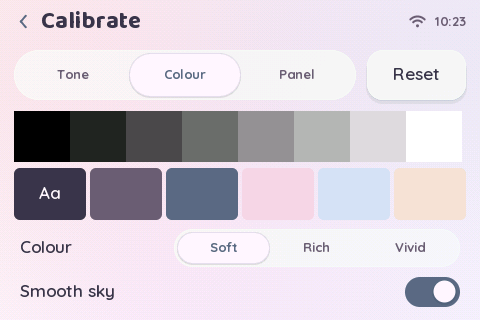 Calibrate
10:23
Tone Colour Panel Reset
Aa
Colour Soft Rich Vivid
Smooth sky